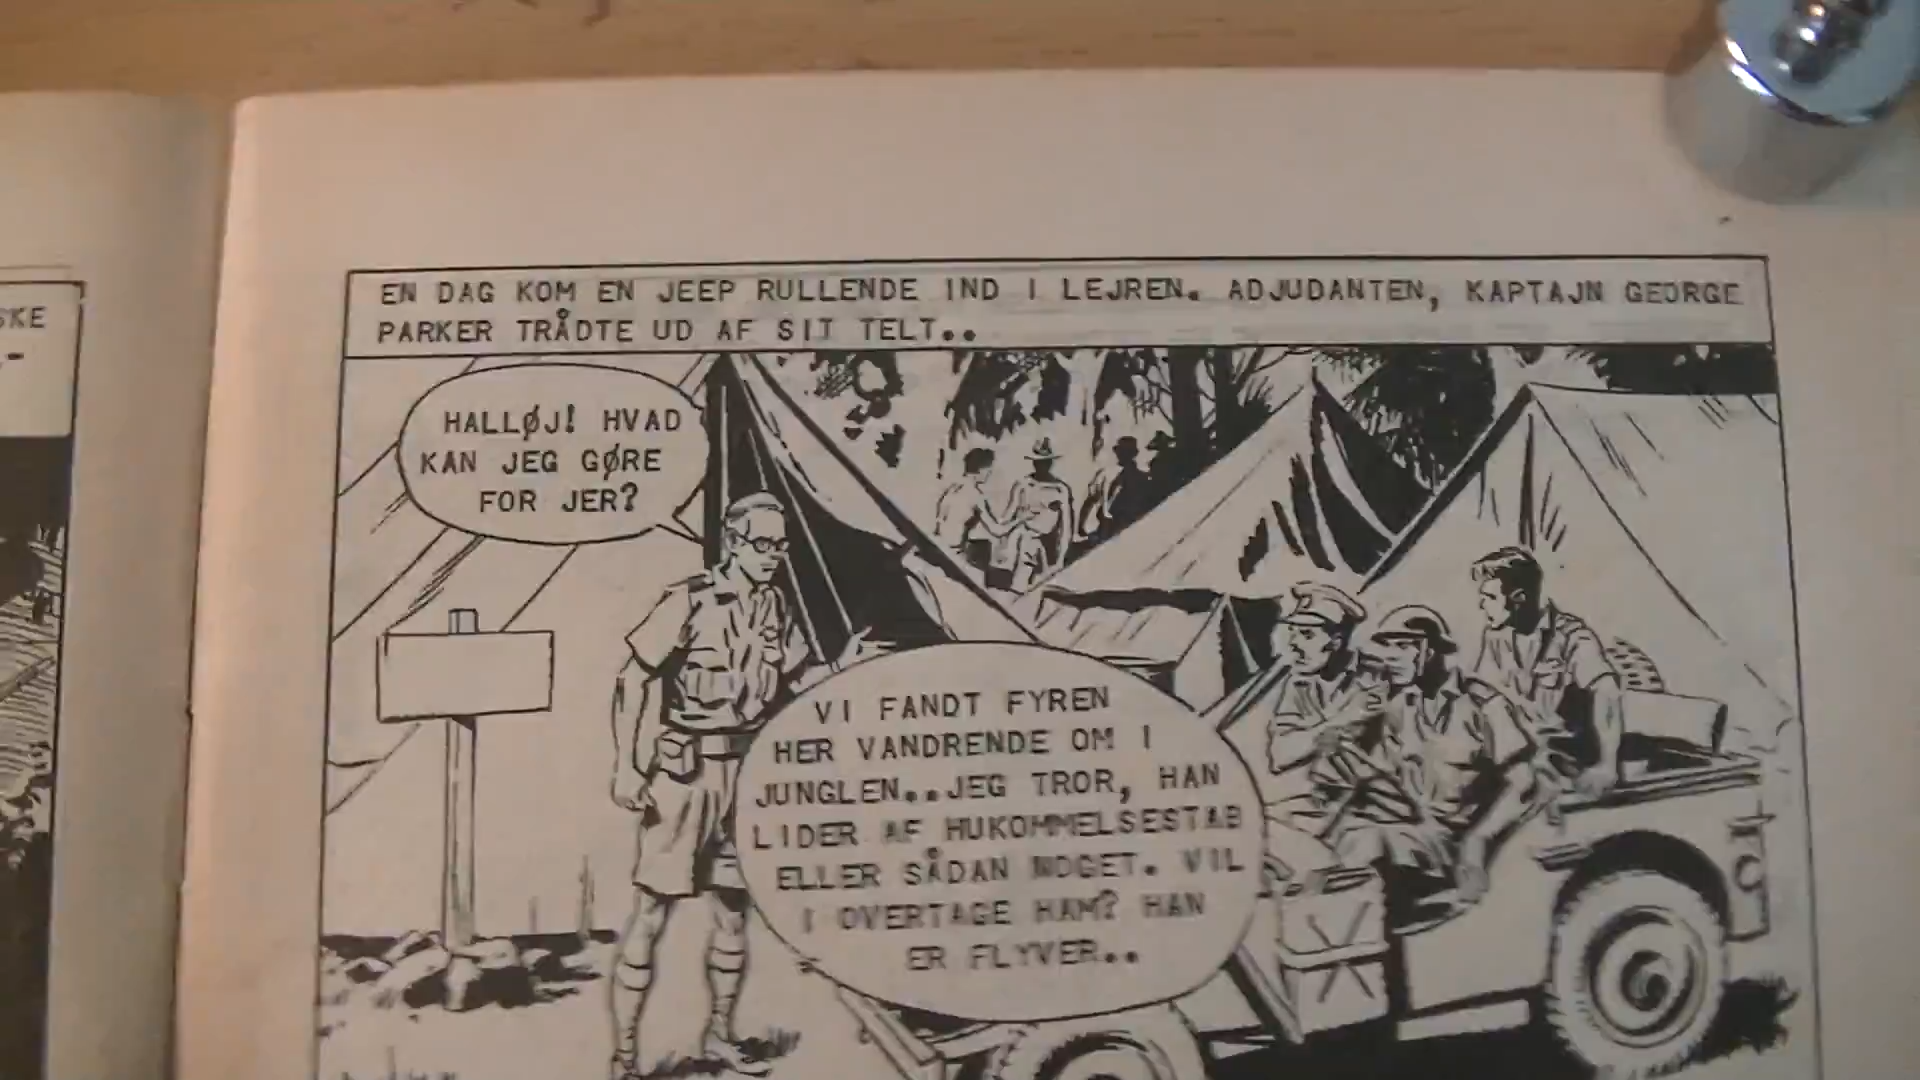 SKE
EN DAG KOM EN JEEP RULLENDE IND I LEJREN. ADJUDANTEN, KAPTAJN GEORGE
PARKER TRÅDTE UD AF SIT TELT..
HALLØJ! HVAD
KAN JEG GØRE
FOR JER?
VI FANDT FYREN
HER VANDRENDE OM I
JUNGLEN..JEG TROR, HAN
LIDER AF HUKOMMELSESTAB
ELLER SÅDAN NOGET. VIL
I OVERTAGE HAM? HAN
ER FLYVER..